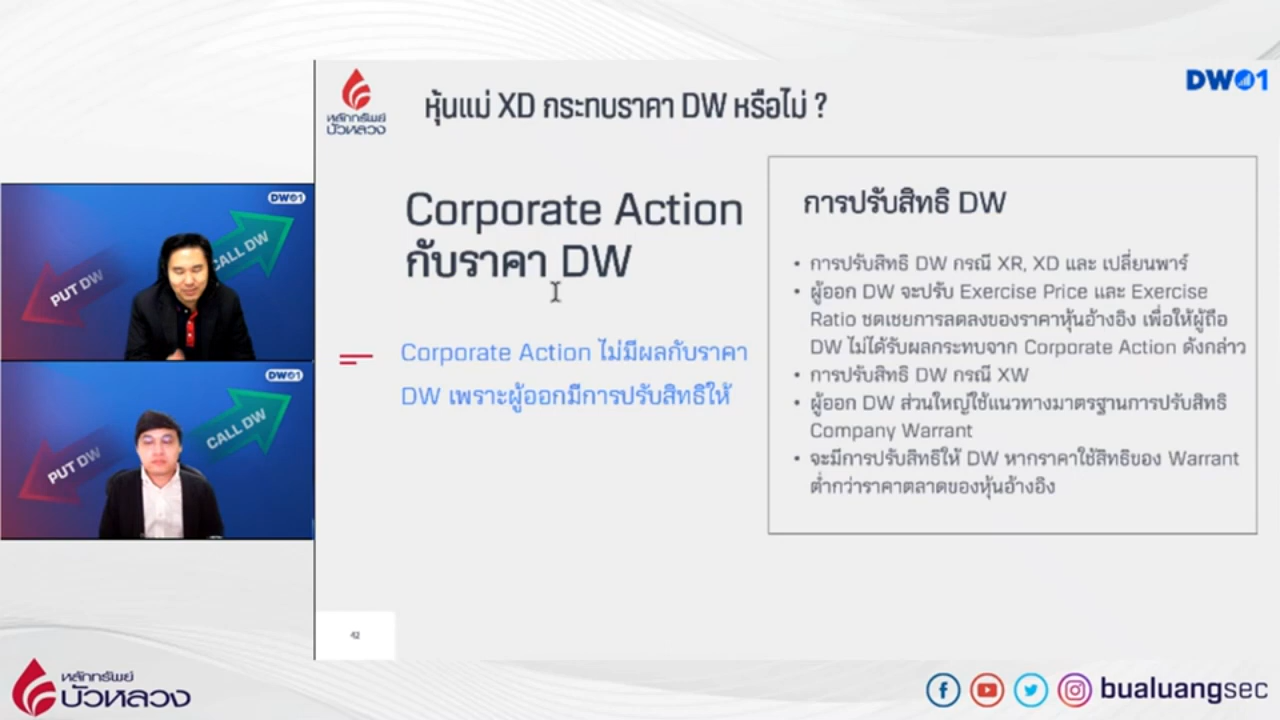 หลักทรัพย์
บัวหลวง
หุ้นแม่ XD กระทบราคา DW หรือไม่ ?
DW01
Corporate Action
กับราคา DW
Corporate Action ไม่มีผลกับราคา
DW เพราะผู้ออกมีการปรับสิทธิให้
การปรับสิทธิ DW
• การปรับสิทธิ DW กรณี XR, XD และ เปลี่ยนพาร์
• ผู้ออก DW จะปรับ Exercise Price และ Exercise
Ratio ชดเชยการลดลงของราคาหุ้นอ้างอิง เพื่อให้ผู้ถือ
DW ไม่ได้รับผลกระทบจาก Corporate Action ดังกล่าว
• การปรับสิทธิ DW กรณี XW
• ผู้ออก DW ส่วนใหญ่ใช้แนวทางมาตรฐานการปรับสิทธิ
Company Warrant
• จะมีการปรับสิทธิให้ DW หากราคาใช้สิทธิของ Warrant
ต่ำกว่าราคาตลาดของหุ้นอ้างอิง
DW01
PUT DW
CALL DW
DW01
PUT DW
CALL DW
42
หลักทรัพย์
บัวหลวง
bualuangsec